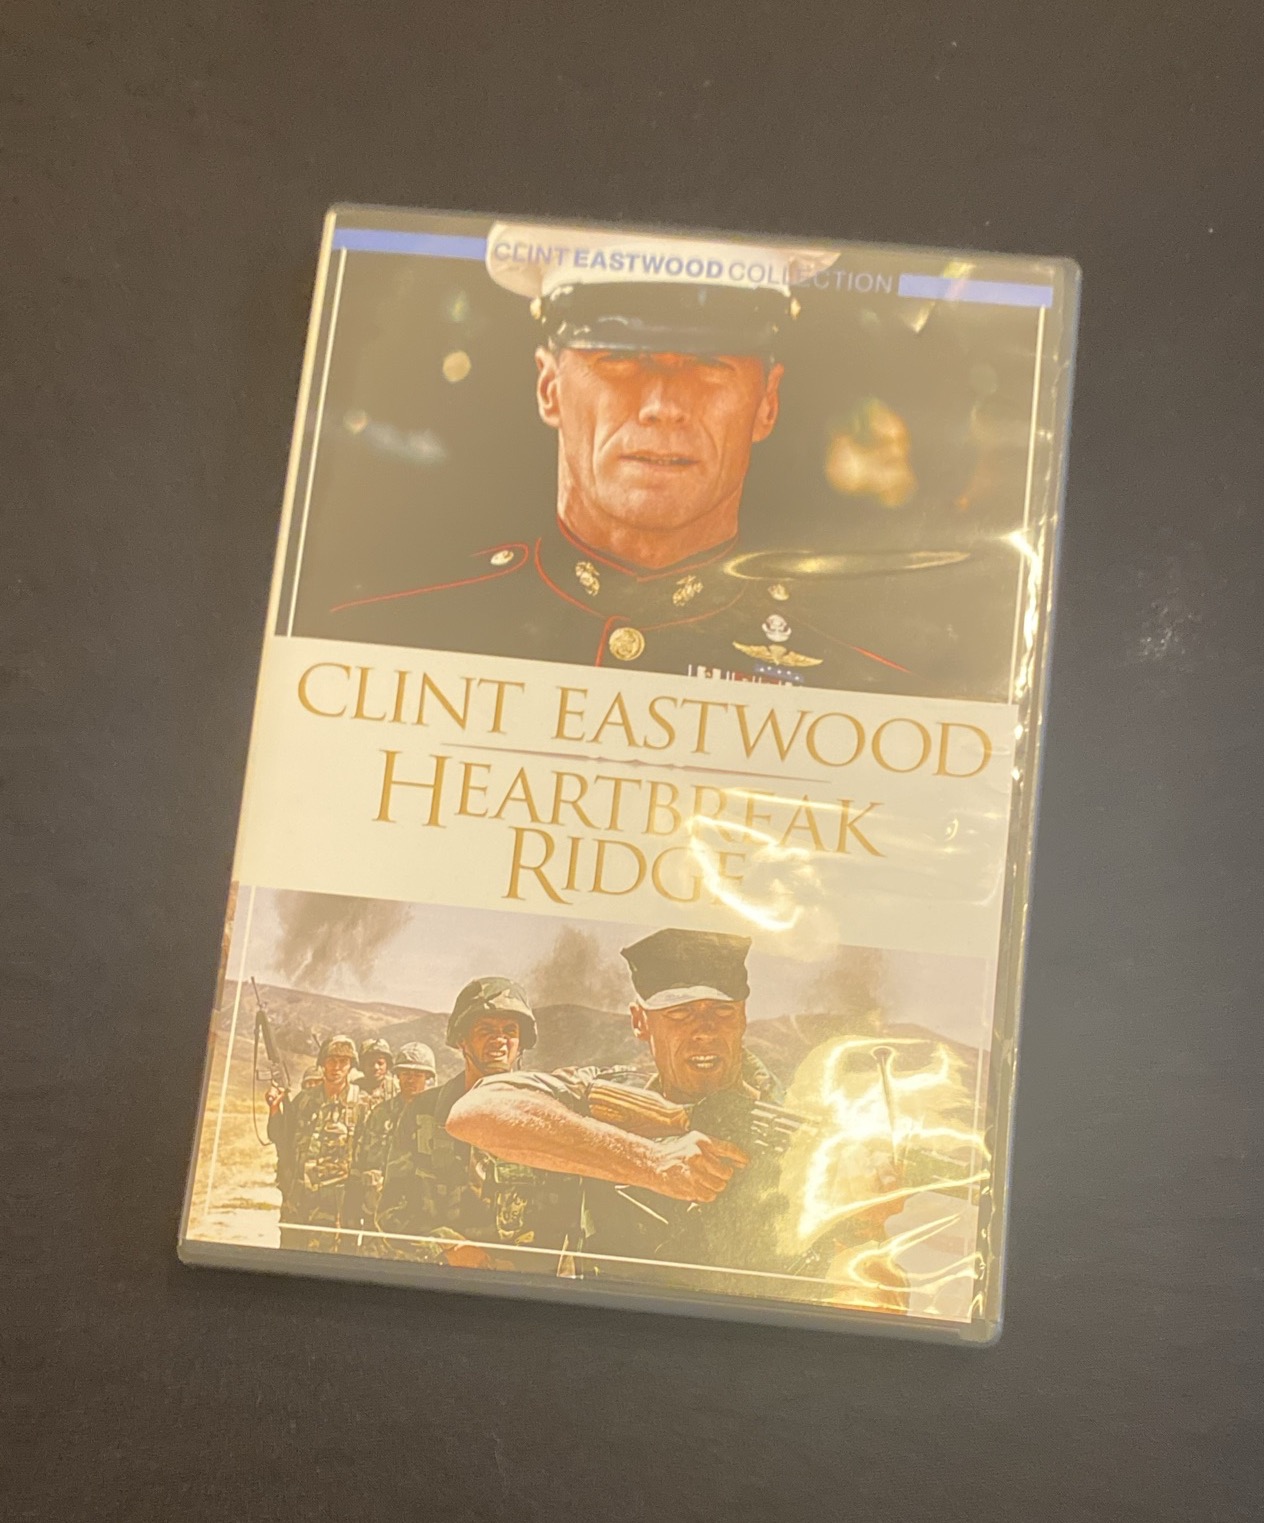 CLINT EASTWOOD COLLECTION
CLINT EASTWOOD
HEARTBREAK
RIDGE